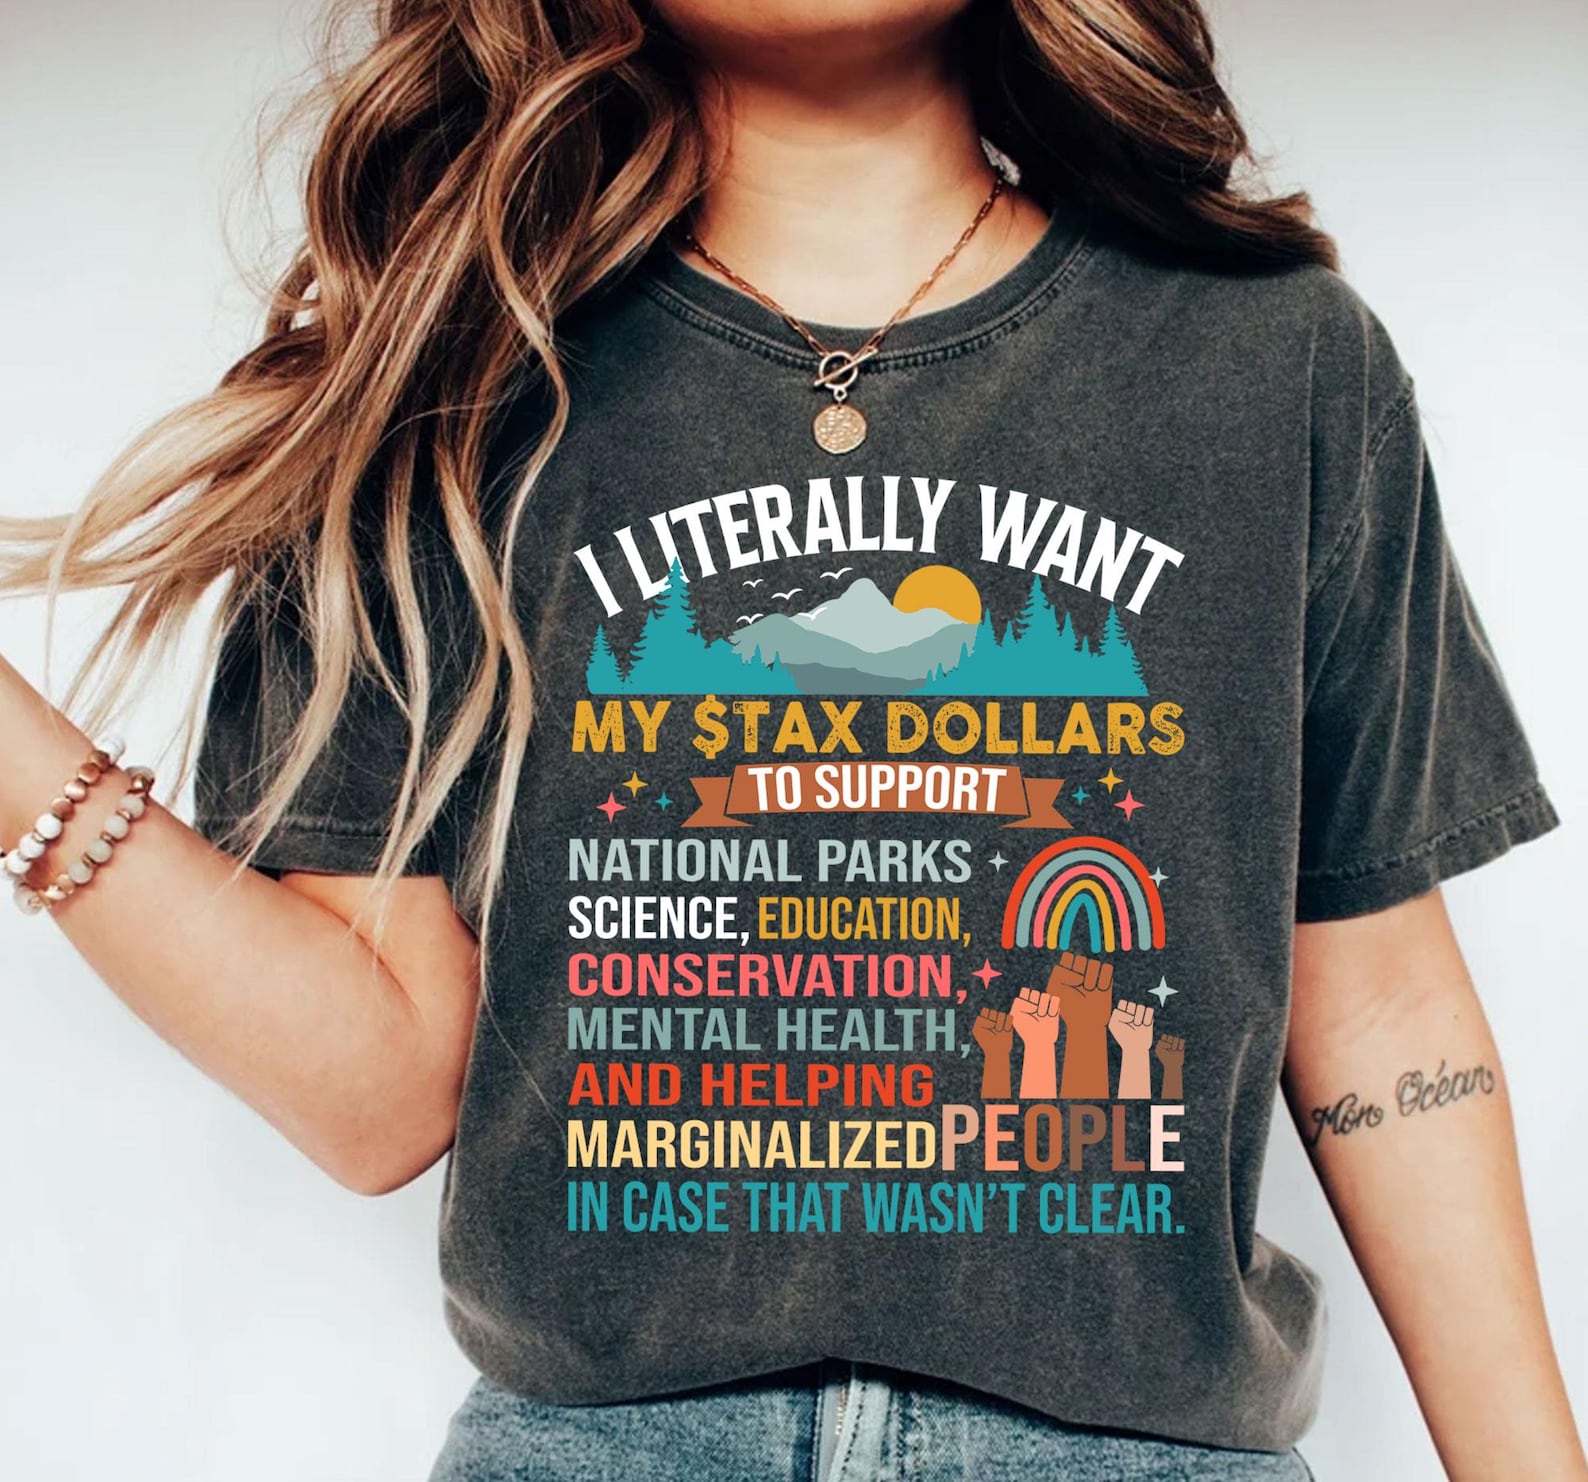 I LITERALLY WANT
MY $TAX DOLLARS
TO SUPPORT
NATIONAL PARKS
SCIENCE, EDUCATION,
CONSERVATION,
MENTAL HEALTH,
AND HELPING
MARGINALIZED PEOPLE
IN CASE THAT WASN'T CLEAR.
Mon Océan